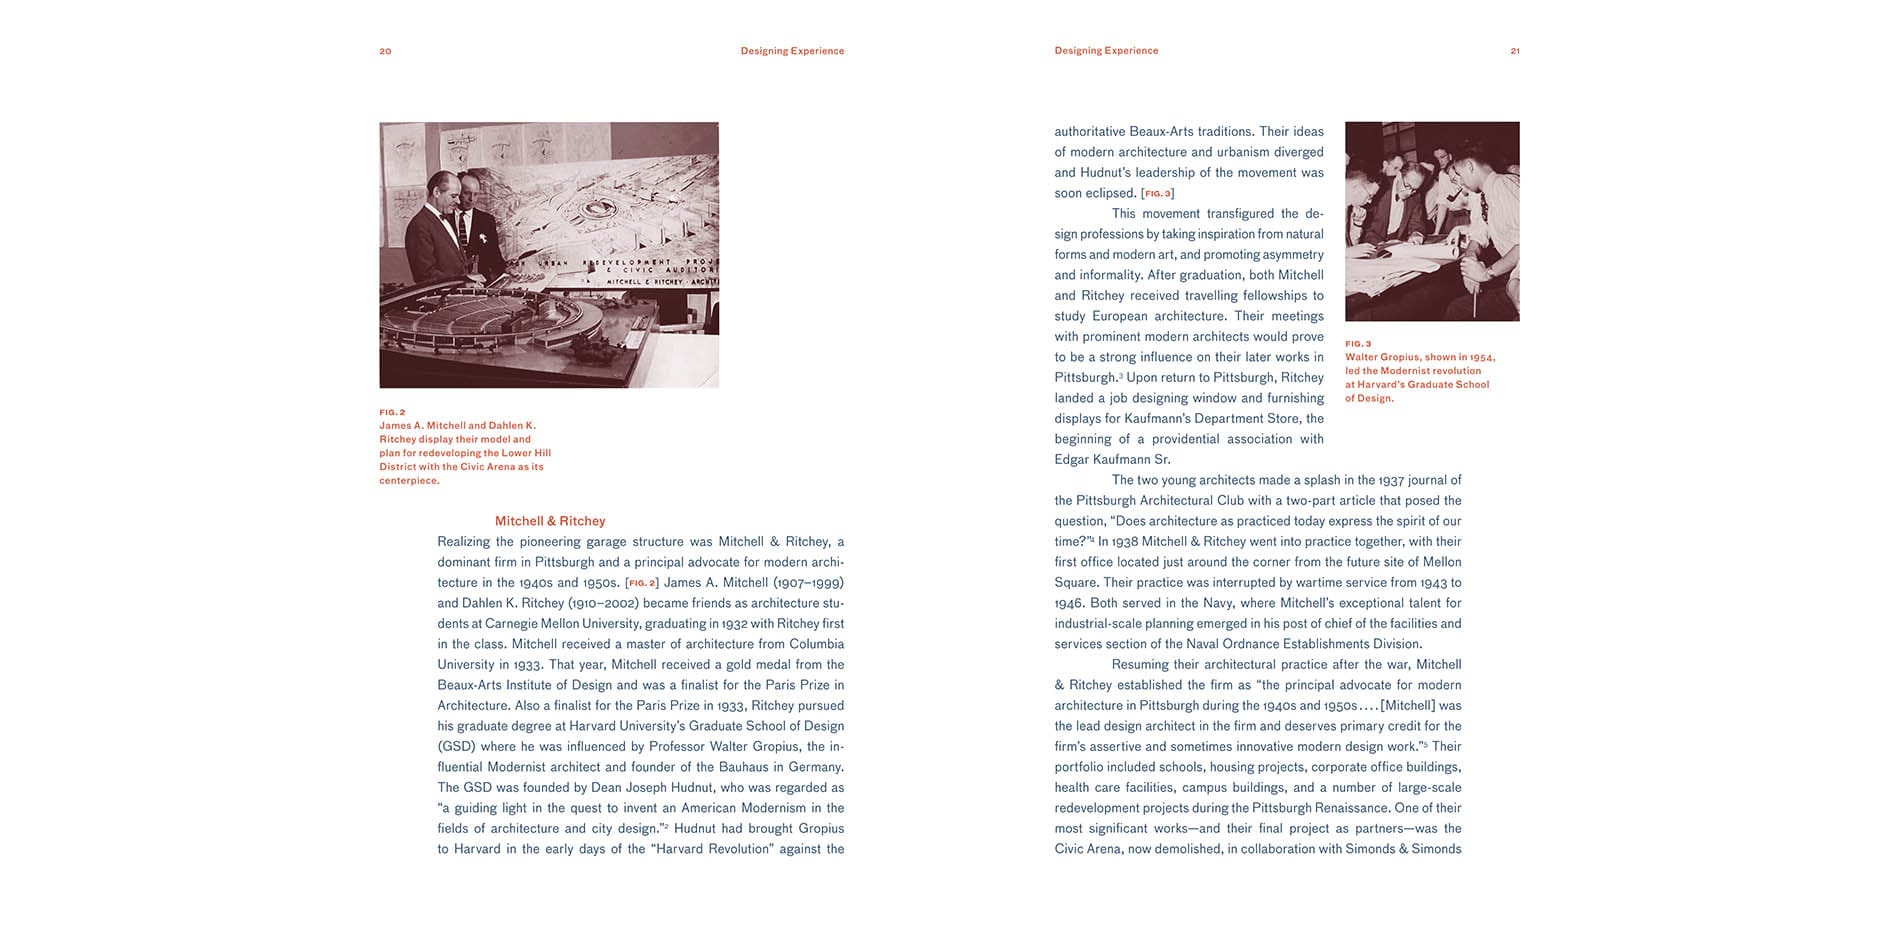 20
Designing Experience
REDEVELOPMENT
& CIVIC AUDITOR
MITCHELL & RITCHEY - ARCHIT
FIG. 2
James A. Mitchell and Dahlen K.
Ritchey display their model and
plan for redeveloping the Lower Hill
District with the Civic Arena as its
centerpiece.
Mitchell & Ritchey
Realizing the pioneering garage structure was Mitchell & Ritchey, a
dominant firm in Pittsburgh and a principal advocate for modern archi-
tecture in the 1940s and 1950s. [FIG. 2] James A. Mitchell (1907–1999)
and Dahlen K. Ritchey (1910–2002) became friends as architecture stu-
dents at Carnegie Mellon University, graduating in 1932 with Ritchey first
in the class. Mitchell received a master of architecture from Columbia
University in 1933. That year, Mitchell received a gold medal from the
Beaux-Arts Institute of Design and was a finalist for the Paris Prize in
Architecture. Also a finalist for the Paris Prize in 1933, Ritchey pursued
his graduate degree at Harvard University's Graduate School of Design
(GSD) where he was influenced by Professor Walter Gropius, the in-
fluential Modernist architect and founder of the Bauhaus in Germany.
The GSD was founded by Dean Joseph Hudnut, who was regarded as
“a guiding light in the quest to invent an American Modernism in the
fields of architecture and city design.”² Hudnut had brought Gropius
to Harvard in the early days of the “Harvard Revolution” against the
Designing Experience
21
authoritative Beaux-Arts traditions. Their ideas
of modern architecture and urbanism diverged
and Hudnut’s leadership of the movement was
soon eclipsed. [FIG. 3]
This movement transfigured the de-
sign professions by taking inspiration from natural
forms and modern art, and promoting asymmetry
and informality. After graduation, both Mitchell
and Ritchey received travelling fellowships to
study European architecture. Their meetings
with prominent modern architects would prove
to be a strong influence on their later works in
Pittsburgh.³ Upon return to Pittsburgh, Ritchey
landed a job designing window and furnishing
displays for Kaufmann’s Department Store, the
beginning of a providential association with
Edgar Kaufmann Sr.
FIG. 3
Walter Gropius, shown in 1954,
led the Modernist revolution
at Harvard’s Graduate School
of Design.
The two young architects made a splash in the 1937 journal of
the Pittsburgh Architectural Club with a two-part article that posed the
question, “Does architecture as practiced today express the spirit of our
time?”⁴ In 1938 Mitchell & Ritchey went into practice together, with their
first office located just around the corner from the future site of Mellon
Square. Their practice was interrupted by wartime service from 1943 to
1946. Both served in the Navy, where Mitchell’s exceptional talent for
industrial-scale planning emerged in his post of chief of the facilities and
services section of the Naval Ordnance Establishments Division.
Resuming their architectural practice after the war, Mitchell
& Ritchey established the firm as “the principal advocate for modern
architecture in Pittsburgh during the 1940s and 1950s....[Mitchell] was
the lead design architect in the firm and deserves primary credit for the
firm’s assertive and sometimes innovative modern design work.”⁵ Their
portfolio included schools, housing projects, corporate office buildings,
health care facilities, campus buildings, and a number of large-scale
redevelopment projects during the Pittsburgh Renaissance. One of their
most significant works—and their final project as partners—was the
Civic Arena, now demolished, in collaboration with Simonds & Simonds